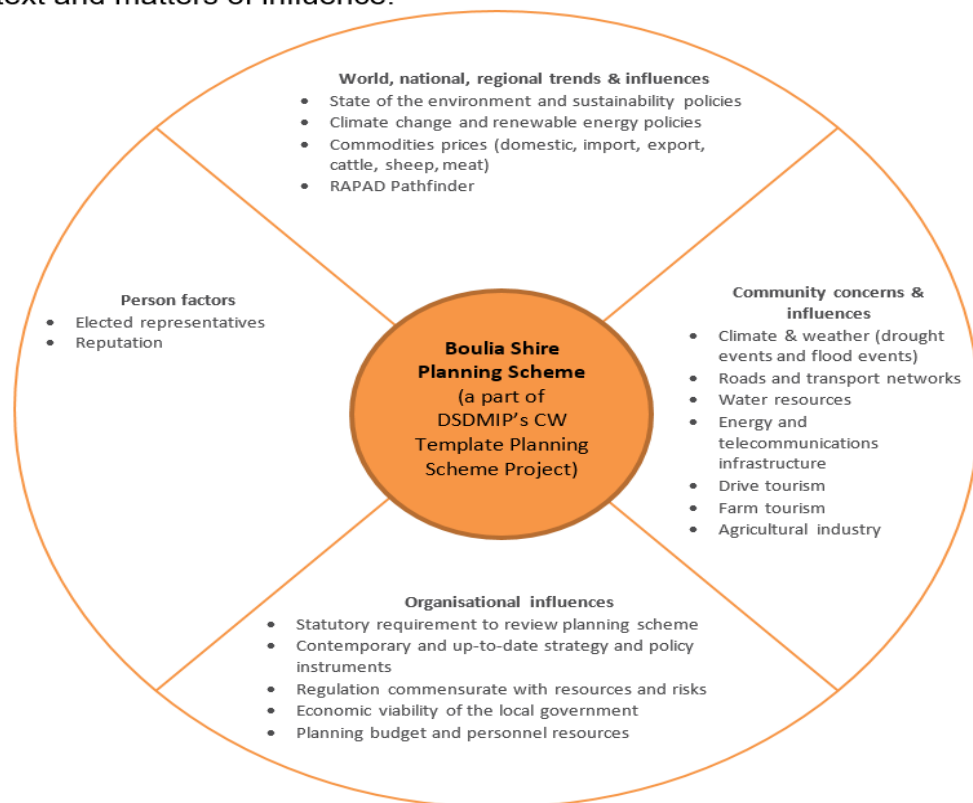 text and matters of influence.
World, national, regional trends & influences
• State of the environment and sustainability policies
• Climate change and renewable energy policies
• Commodities prices (domestic, import, export,
cattle, sheep, meat)
• RAPAD Pathfinder
Person factors
• Elected representatives
• Reputation
Boulia Shire
Planning Scheme
(a part of
DSDMIP's CW
Template Planning
Scheme Project)
Community concerns &
influences
• Climate & weather (drought
events and flood events)
• Roads and transport networks
• Water resources
• Energy and
telecommunications
infrastructure
• Drive tourism
• Farm tourism
• Agricultural industry
Organisational influences
• Statutory requirement to review planning scheme
• Contemporary and up-to-date strategy and policy
instruments
• Regulation commensurate with resources and risks
• Economic viability of the local government
• Planning budget and personnel resources